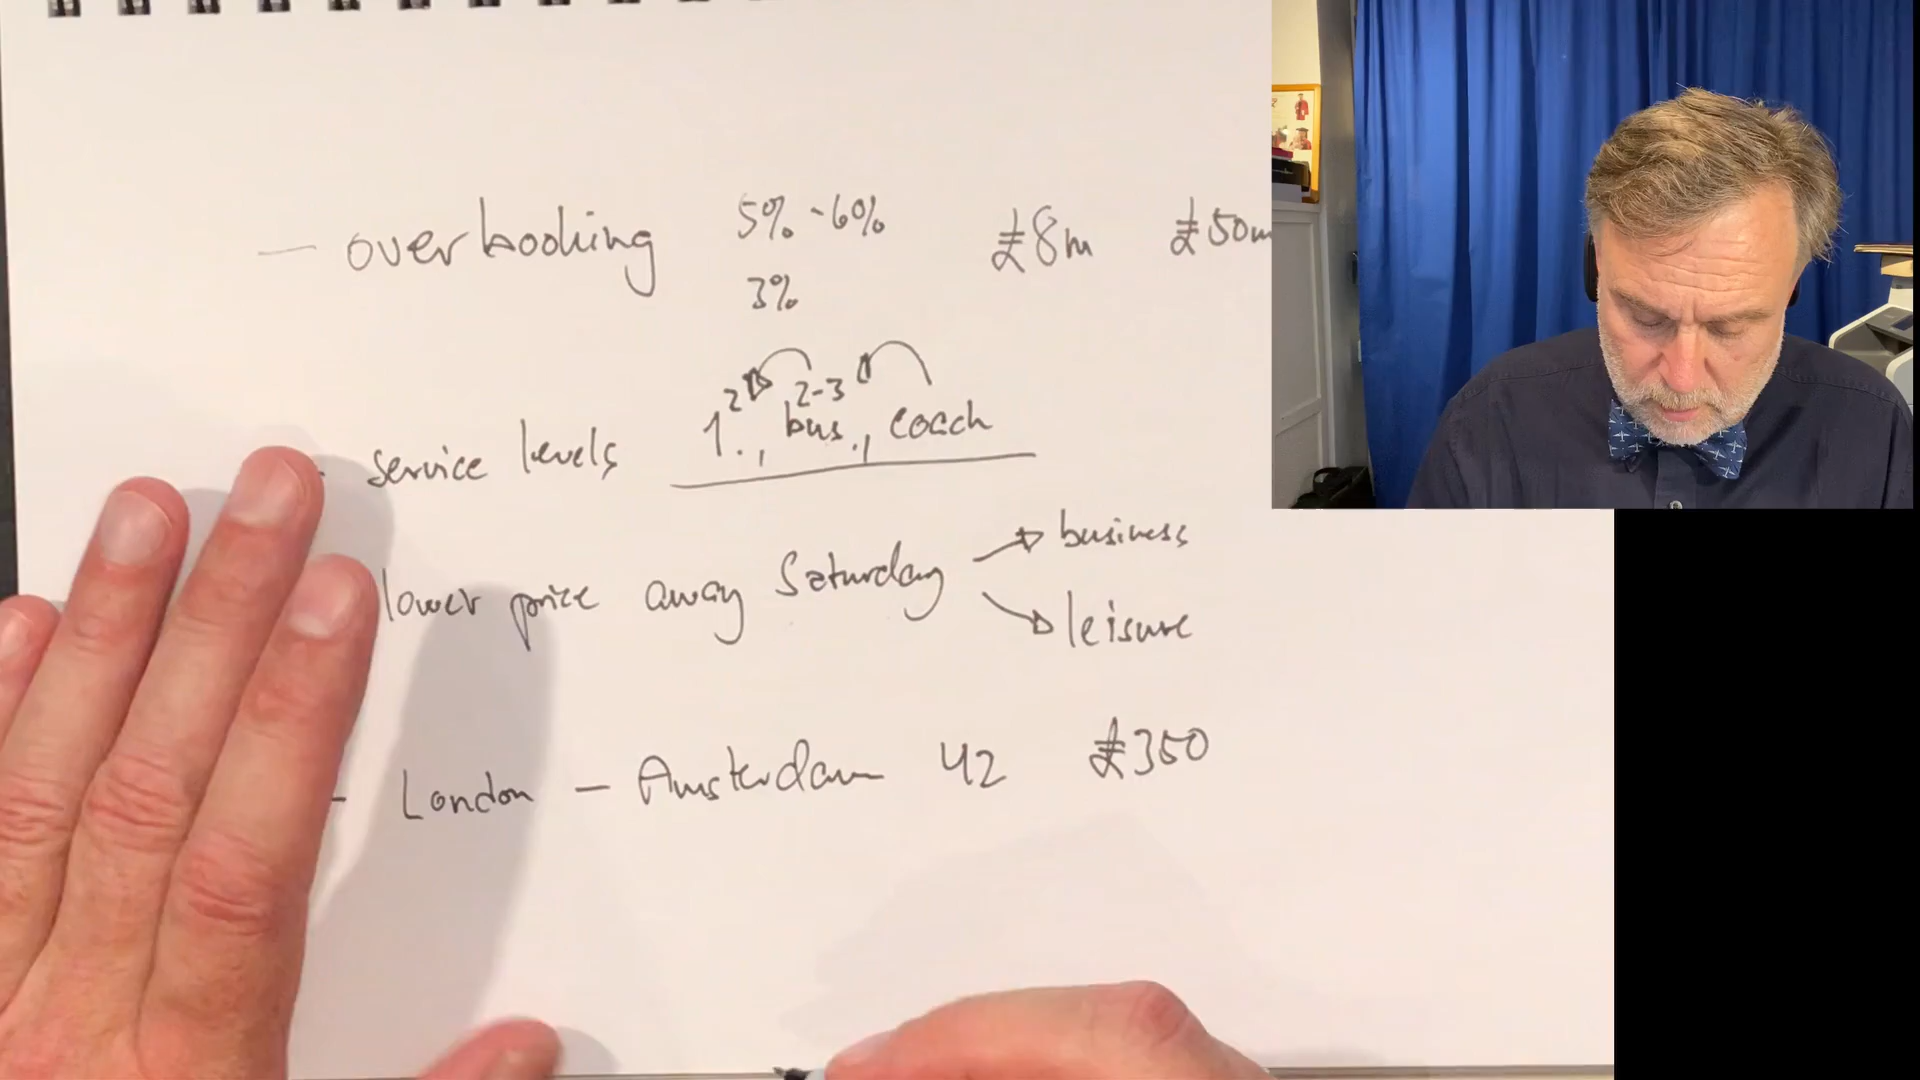 — overbooking 5% - 6% £8m £50m
3%
2 2-3
- service levels 1., bus., coach
lower price away Saturday business
leisure
- London - Amsterdam 42 £350